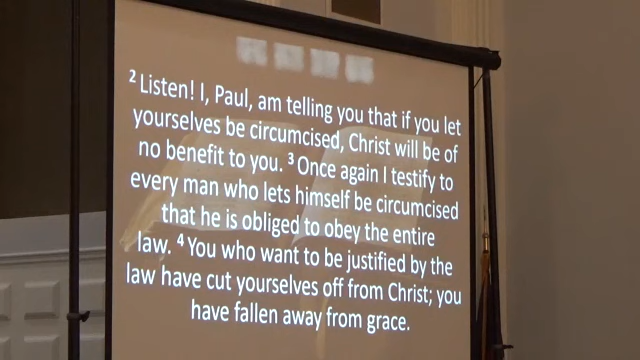 ² Listen! I, Paul, am telling you that if you let
yourselves be circumcised, Christ will be of
no benefit to you. ³ Once again I testify to
every man who lets himself be circumcised
that he is obliged to obey the entire
law. ⁴ You who want to be justified by the
law have cut yourselves off from Christ; you
have fallen away from grace.